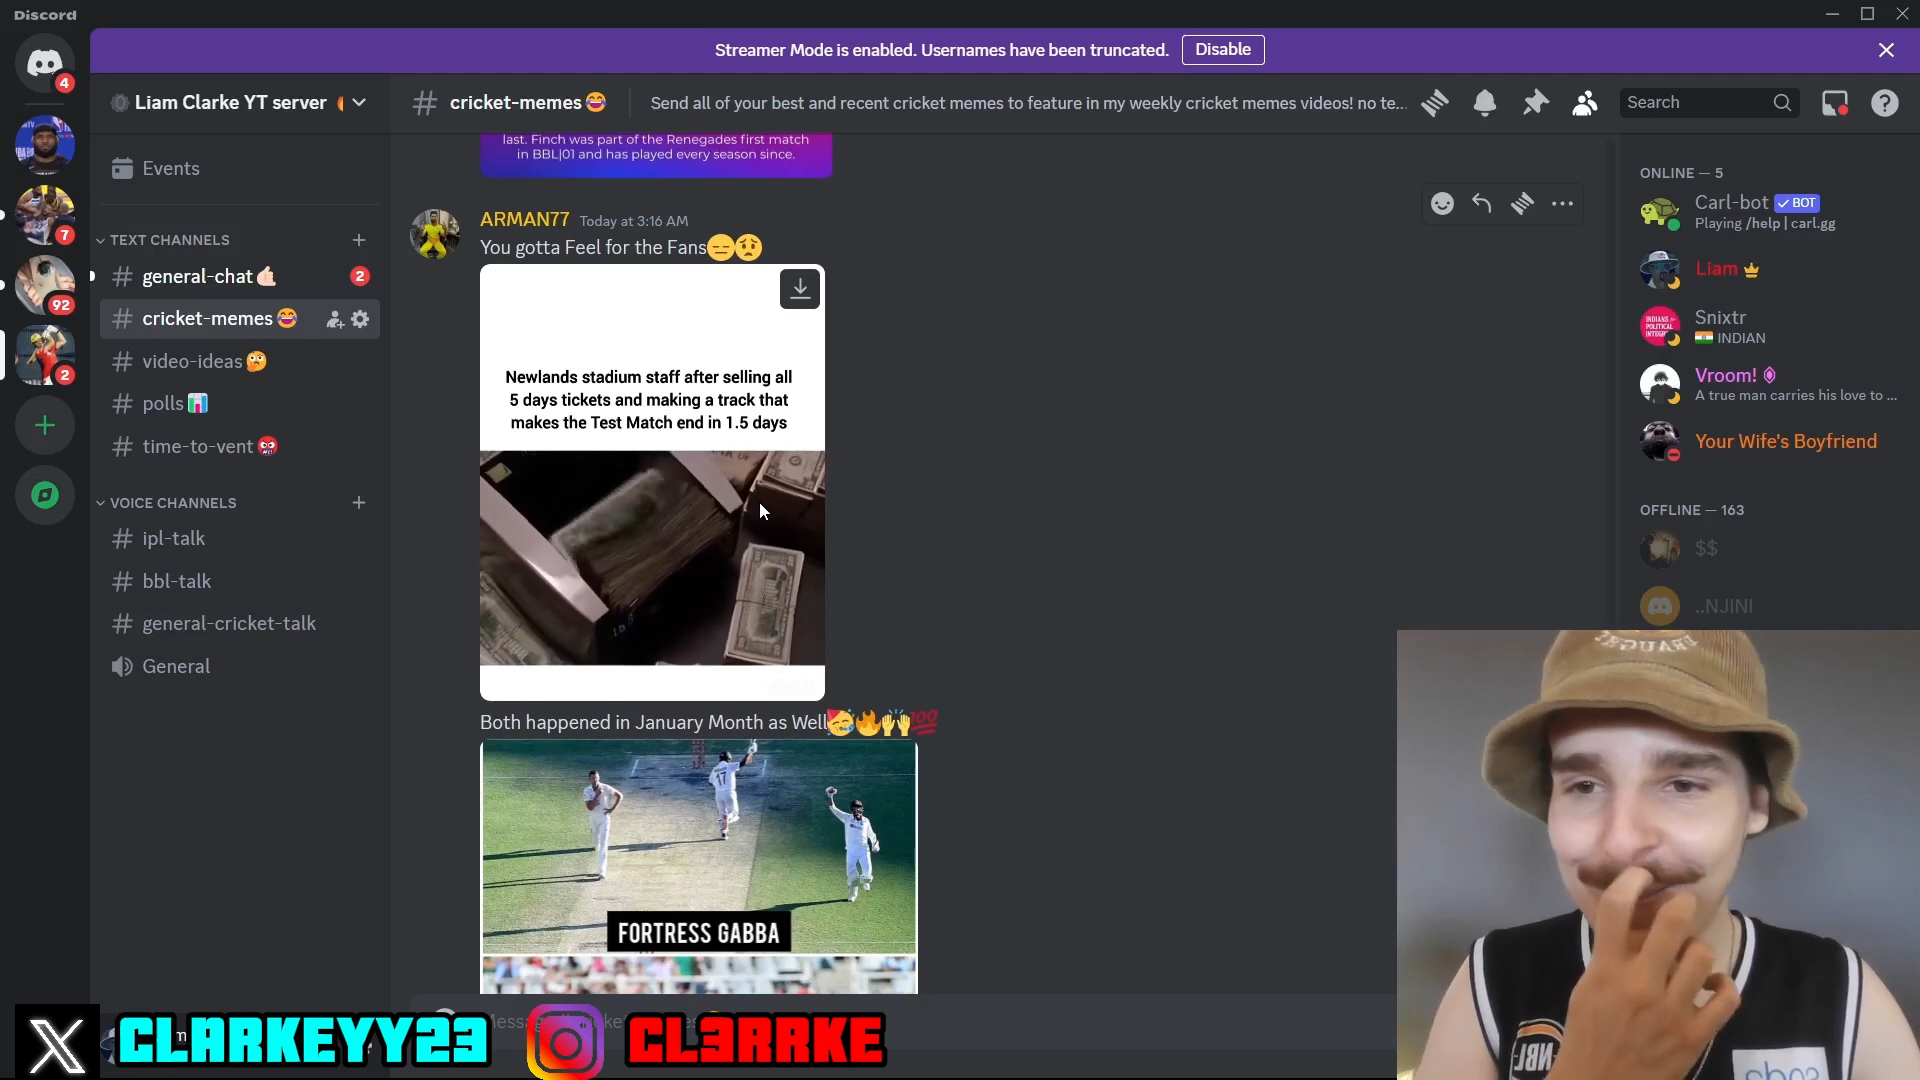 Discord
Streamer Mode is enabled. Usernames have been truncated.
Disable
4
Liam Clarke YT server
cricket-memes😂
Send all of your best and recent cricket memes to feature in my weekly cricket memes videos! no te...
Search
last. Finch was part of the Renegades first match
in BBL|01 and has played every season since.
Events
TEXT CHANNELS
general-chat🤙🏻
2
cricket-memes😂
video-ideas🤔
polls📊
time-to-vent🤬
VOICE CHANNELS
ipl-talk
bbl-talk
general-cricket-talk
General
7
92
2
ARMAN77 Today at 3:16 AM
You gotta Feel for the Fans😑😟
Newlands stadium staff after selling all
5 days tickets and making a track that
makes the Test Match end in 1.5 days
Both happened in January Month as Well🥳🔥🙌💯
17
FORTRESS GABBA
ONLINE — 5
Carl-bot ✓ BOT
Playing /help | carl.gg
Liam
Snixtr
🇮🇳 INDIAN
Vroom!
A true man carries his love to ...
Your Wife's Boyfriend
OFFLINE — 163
$$
..NJINI
CLARKEYY23
CL3RRKE
NBL